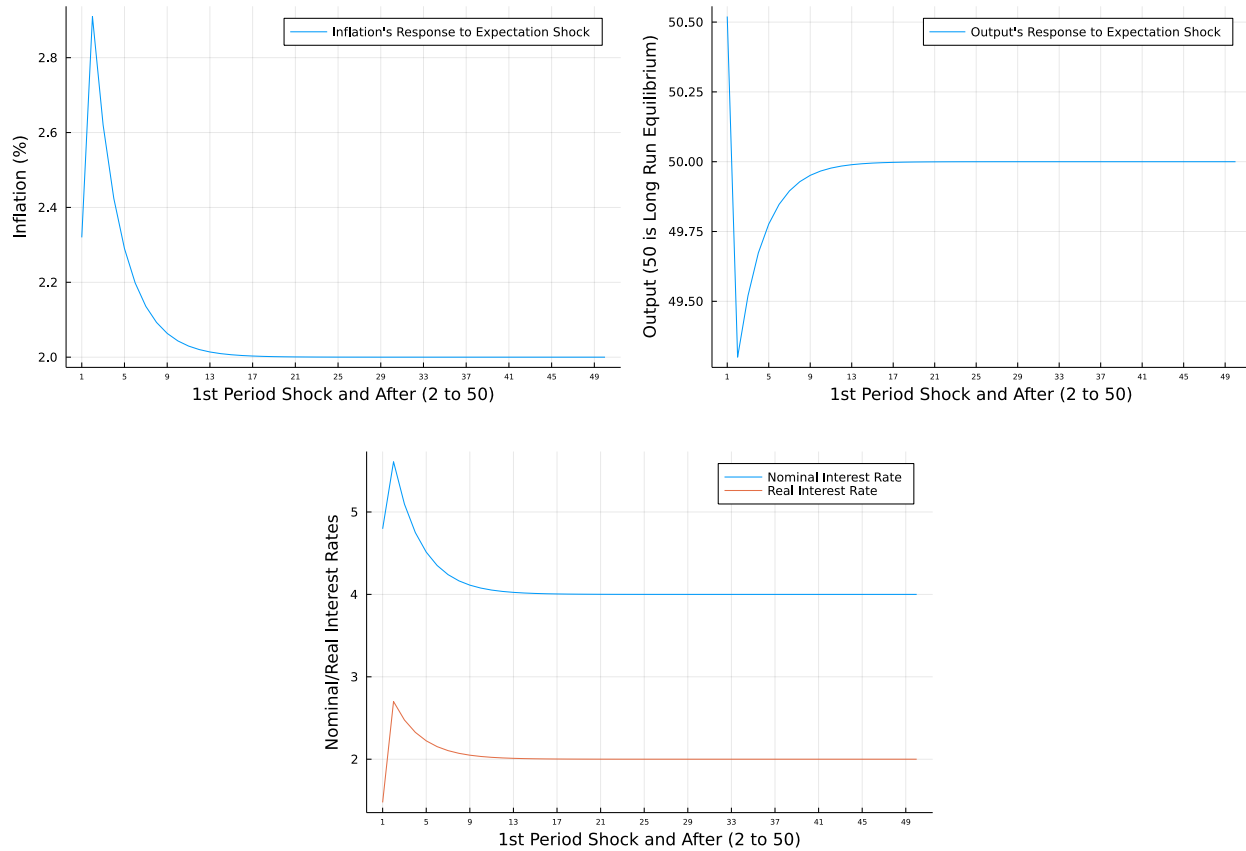 Inflation (%)
2.8
2.6
2.4
2.2
2.0
Inflation's Response to Expectation Shock
1 5 9 13 17 21 25 29 33 37 41 45 49
1st Period Shock and After (2 to 50)
Output (50 is Long Run Equilibrium)
50.50
50.25
50.00
49.75
49.50
Output's Response to Expectation Shock
1 5 9 13 17 21 25 29 33 37 41 45 49
1st Period Shock and After (2 to 50)
Nominal/Real Interest Rates
5
4
3
2
Nominal Interest Rate
Real Interest Rate
1 5 9 13 17 21 25 29 33 37 41 45 49
1st Period Shock and After (2 to 50)